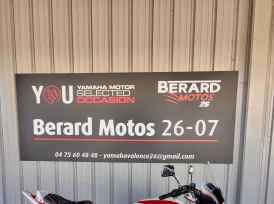 YOU YAMAHA MOTOR
SELECTED
OCCASION
BERARD
MOTOS
26
Berard Motos 26-07
04 75 60 48 48 - yamahavalence26@gmail.com